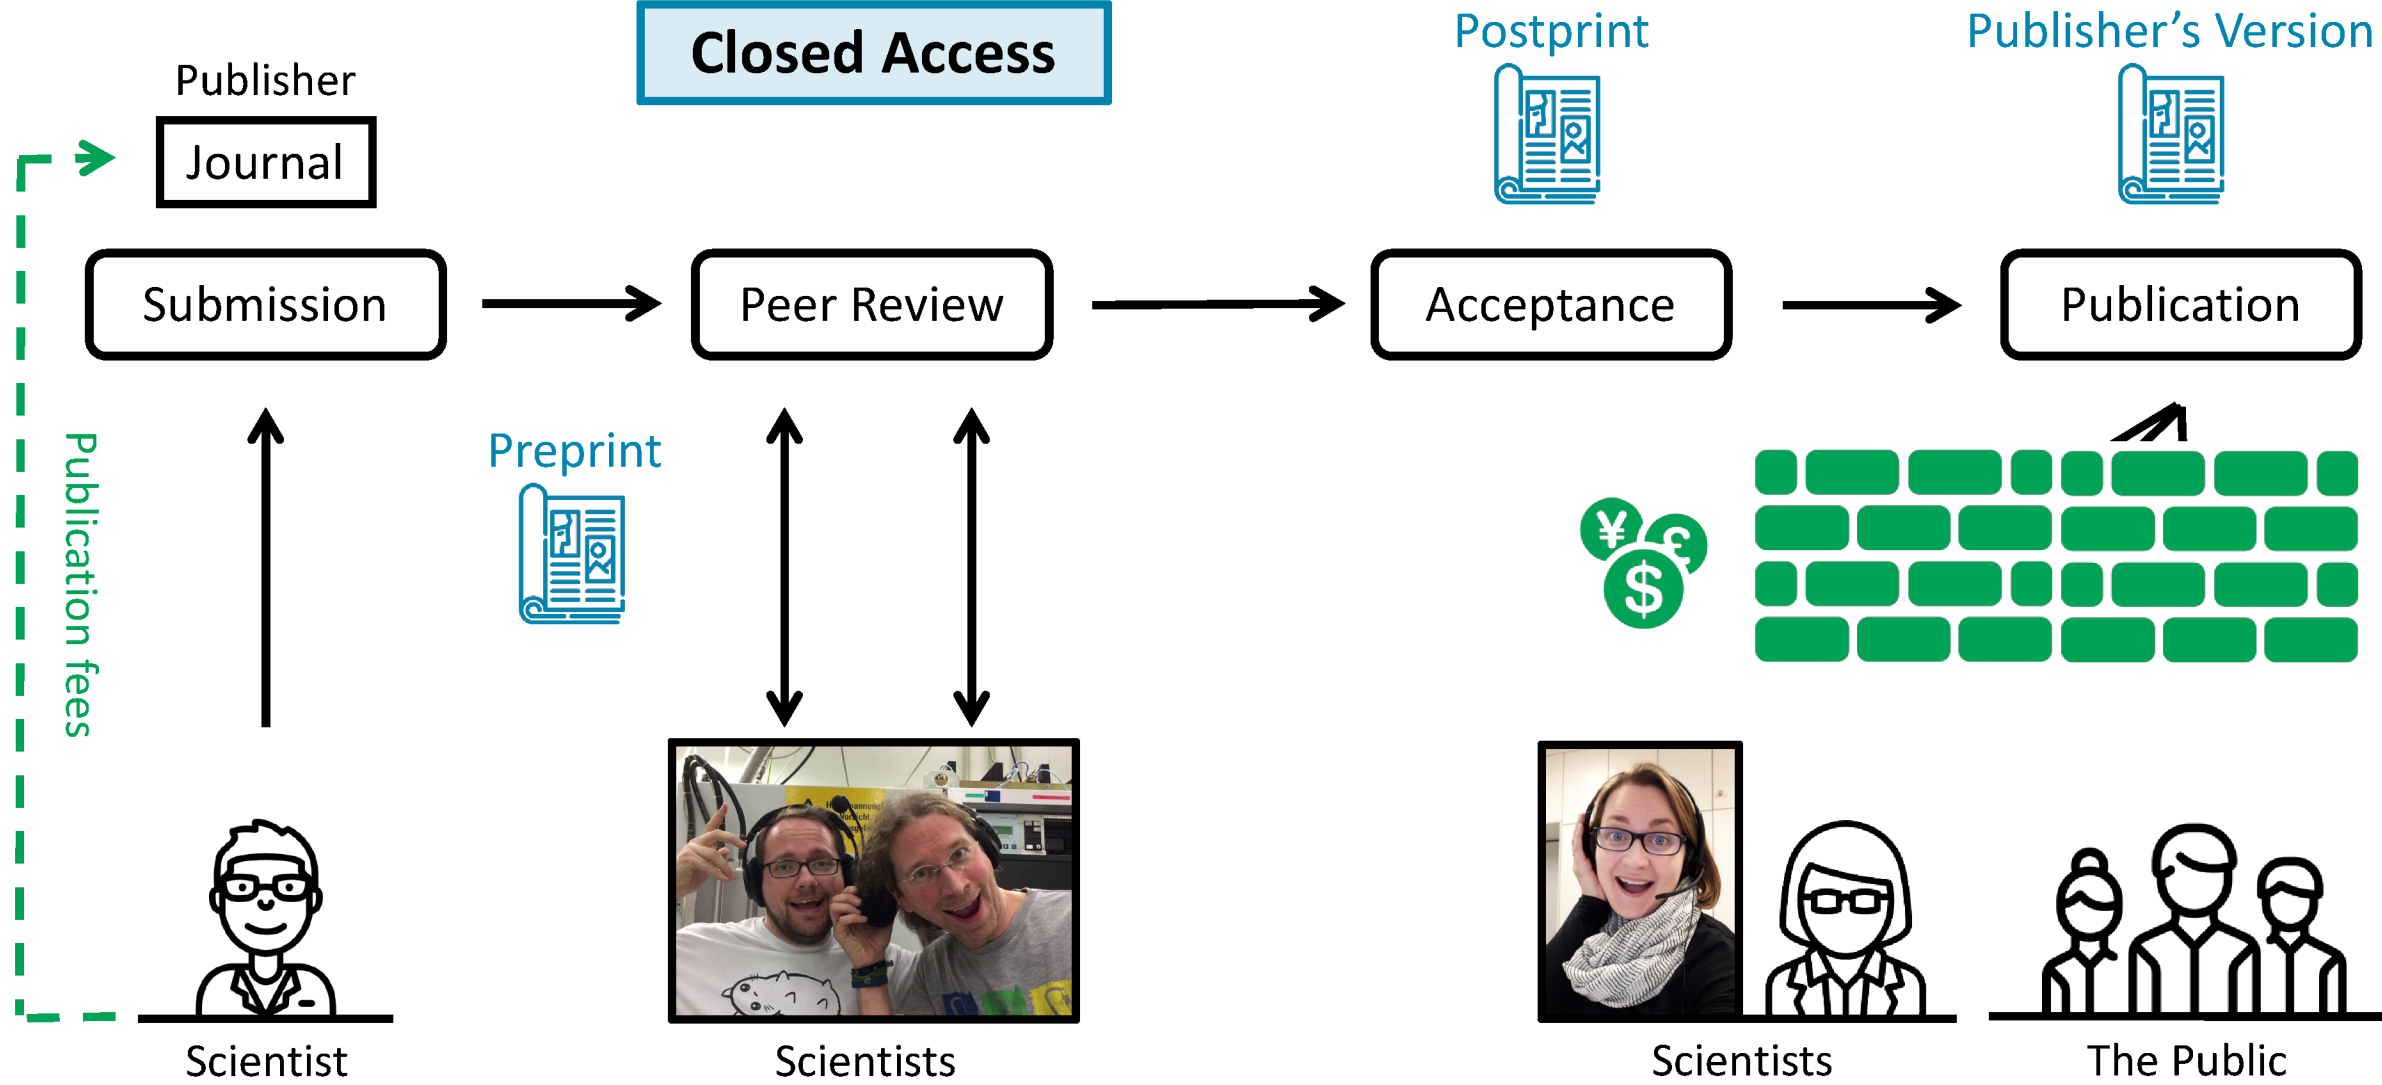 Closed Access
Postprint
Publisher's Version
Publisher
Journal
Submission
Peer Review
Acceptance
Publication
Publication fees
Preprint
¥
£
$
Vorsicht
Scientist
Scientists
Scientists
The Public